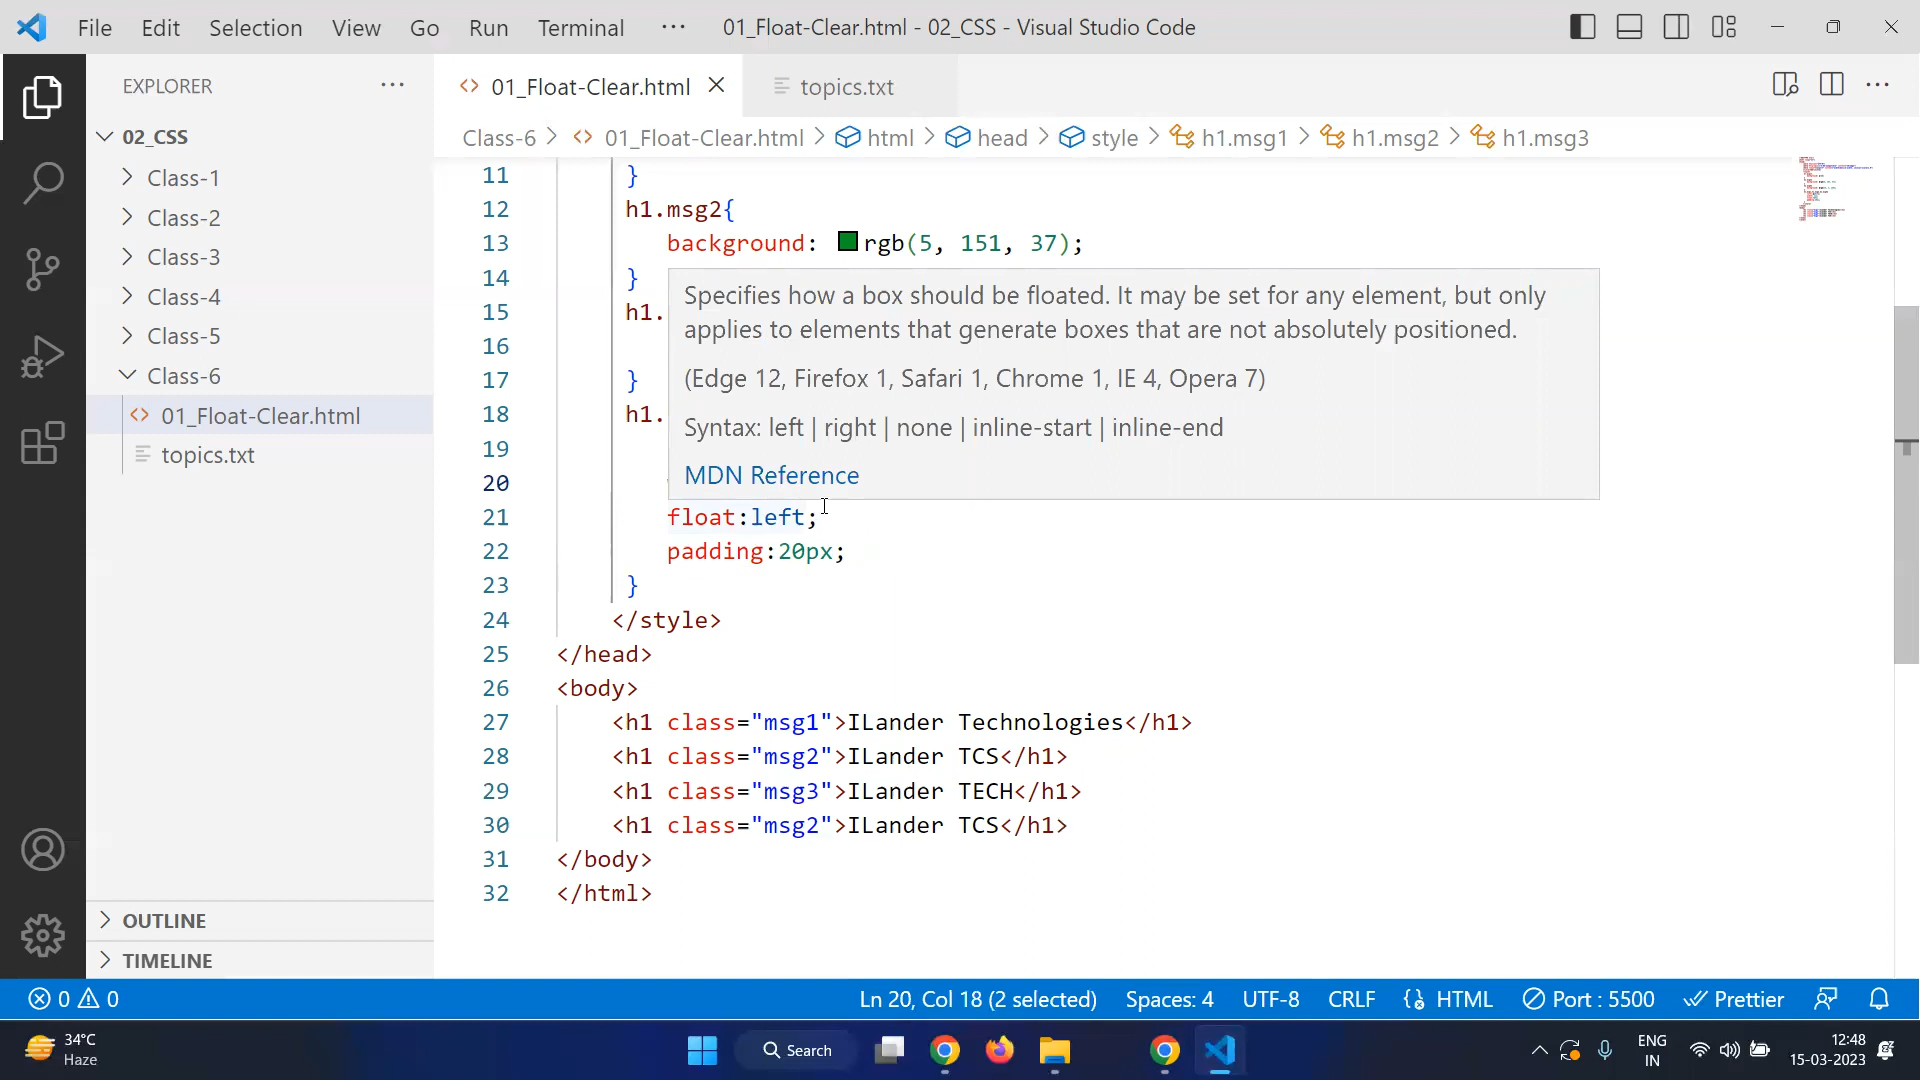 File Edit Selection View Go Run Terminal ··· 01_Float-Clear.html - 02_CSS - Visual Studio Code
EXPLORER ···
01_Float-Clear.html
topics.txt
Class-6 > 01_Float-Clear.html > html > head > style > h1.msg1 > h1.msg2 > h1.msg3
02_CSS
Class-1
Class-2
Class-3
Class-4
Class-5
Class-6
01_Float-Clear.html
topics.txt
OUTLINE
TIMELINE
11 }
12 h1.msg2{
13 background: rgb(5, 151, 37);
14 }
15 h1.
16
17 }
18 h1.
19
20
Specifies how a box should be floated. It may be set for any element, but only
applies to elements that generate boxes that are not absolutely positioned.
(Edge 12, Firefox 1, Safari 1, Chrome 1, IE 4, Opera 7)
Syntax: left | right | none | inline-start | inline-end
MDN Reference
21 float:left;
22 padding:20px;
23 }
24 </style>
25 </head>
26 <body>
27 <h1 class="msg1">ILander Technologies</h1>
28 <h1 class="msg2">ILander TCS</h1>
29 <h1 class="msg3">ILander TECH</h1>
30 <h1 class="msg2">ILander TCS</h1>
31 </body>
32 </html>
0 0 Ln 20, Col 18 (2 selected) Spaces: 4 UTF-8 CRLF HTML Port : 5500 Prettier
34°C
Haze
Search
ENG
IN
12:48
15-03-2023